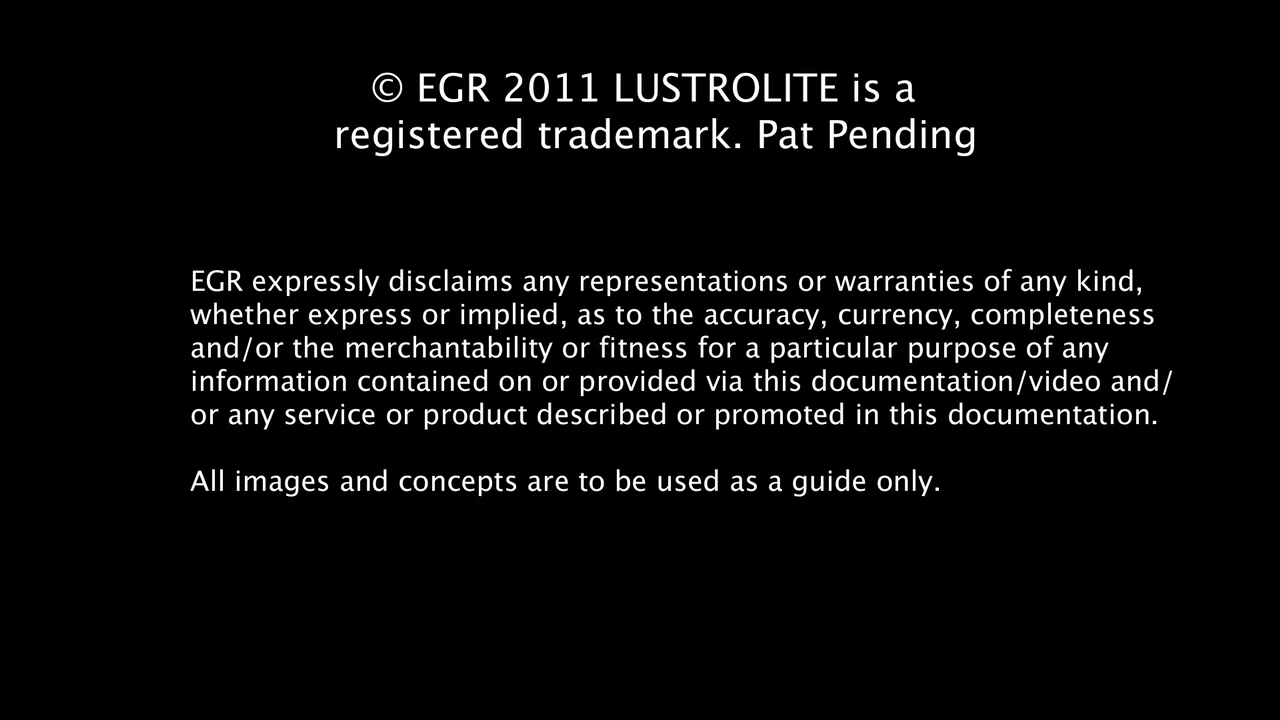 © EGR 2011 LUSTROLITE is a
registered trademark. Pat Pending
EGR expressly disclaims any representations or warranties of any kind,
whether express or implied, as to the accuracy, currency, completeness
and/or the merchantability or fitness for a particular purpose of any
information contained on or provided via this documentation/video and/
or any service or product described or promoted in this documentation.
All images and concepts are to be used as a guide only.